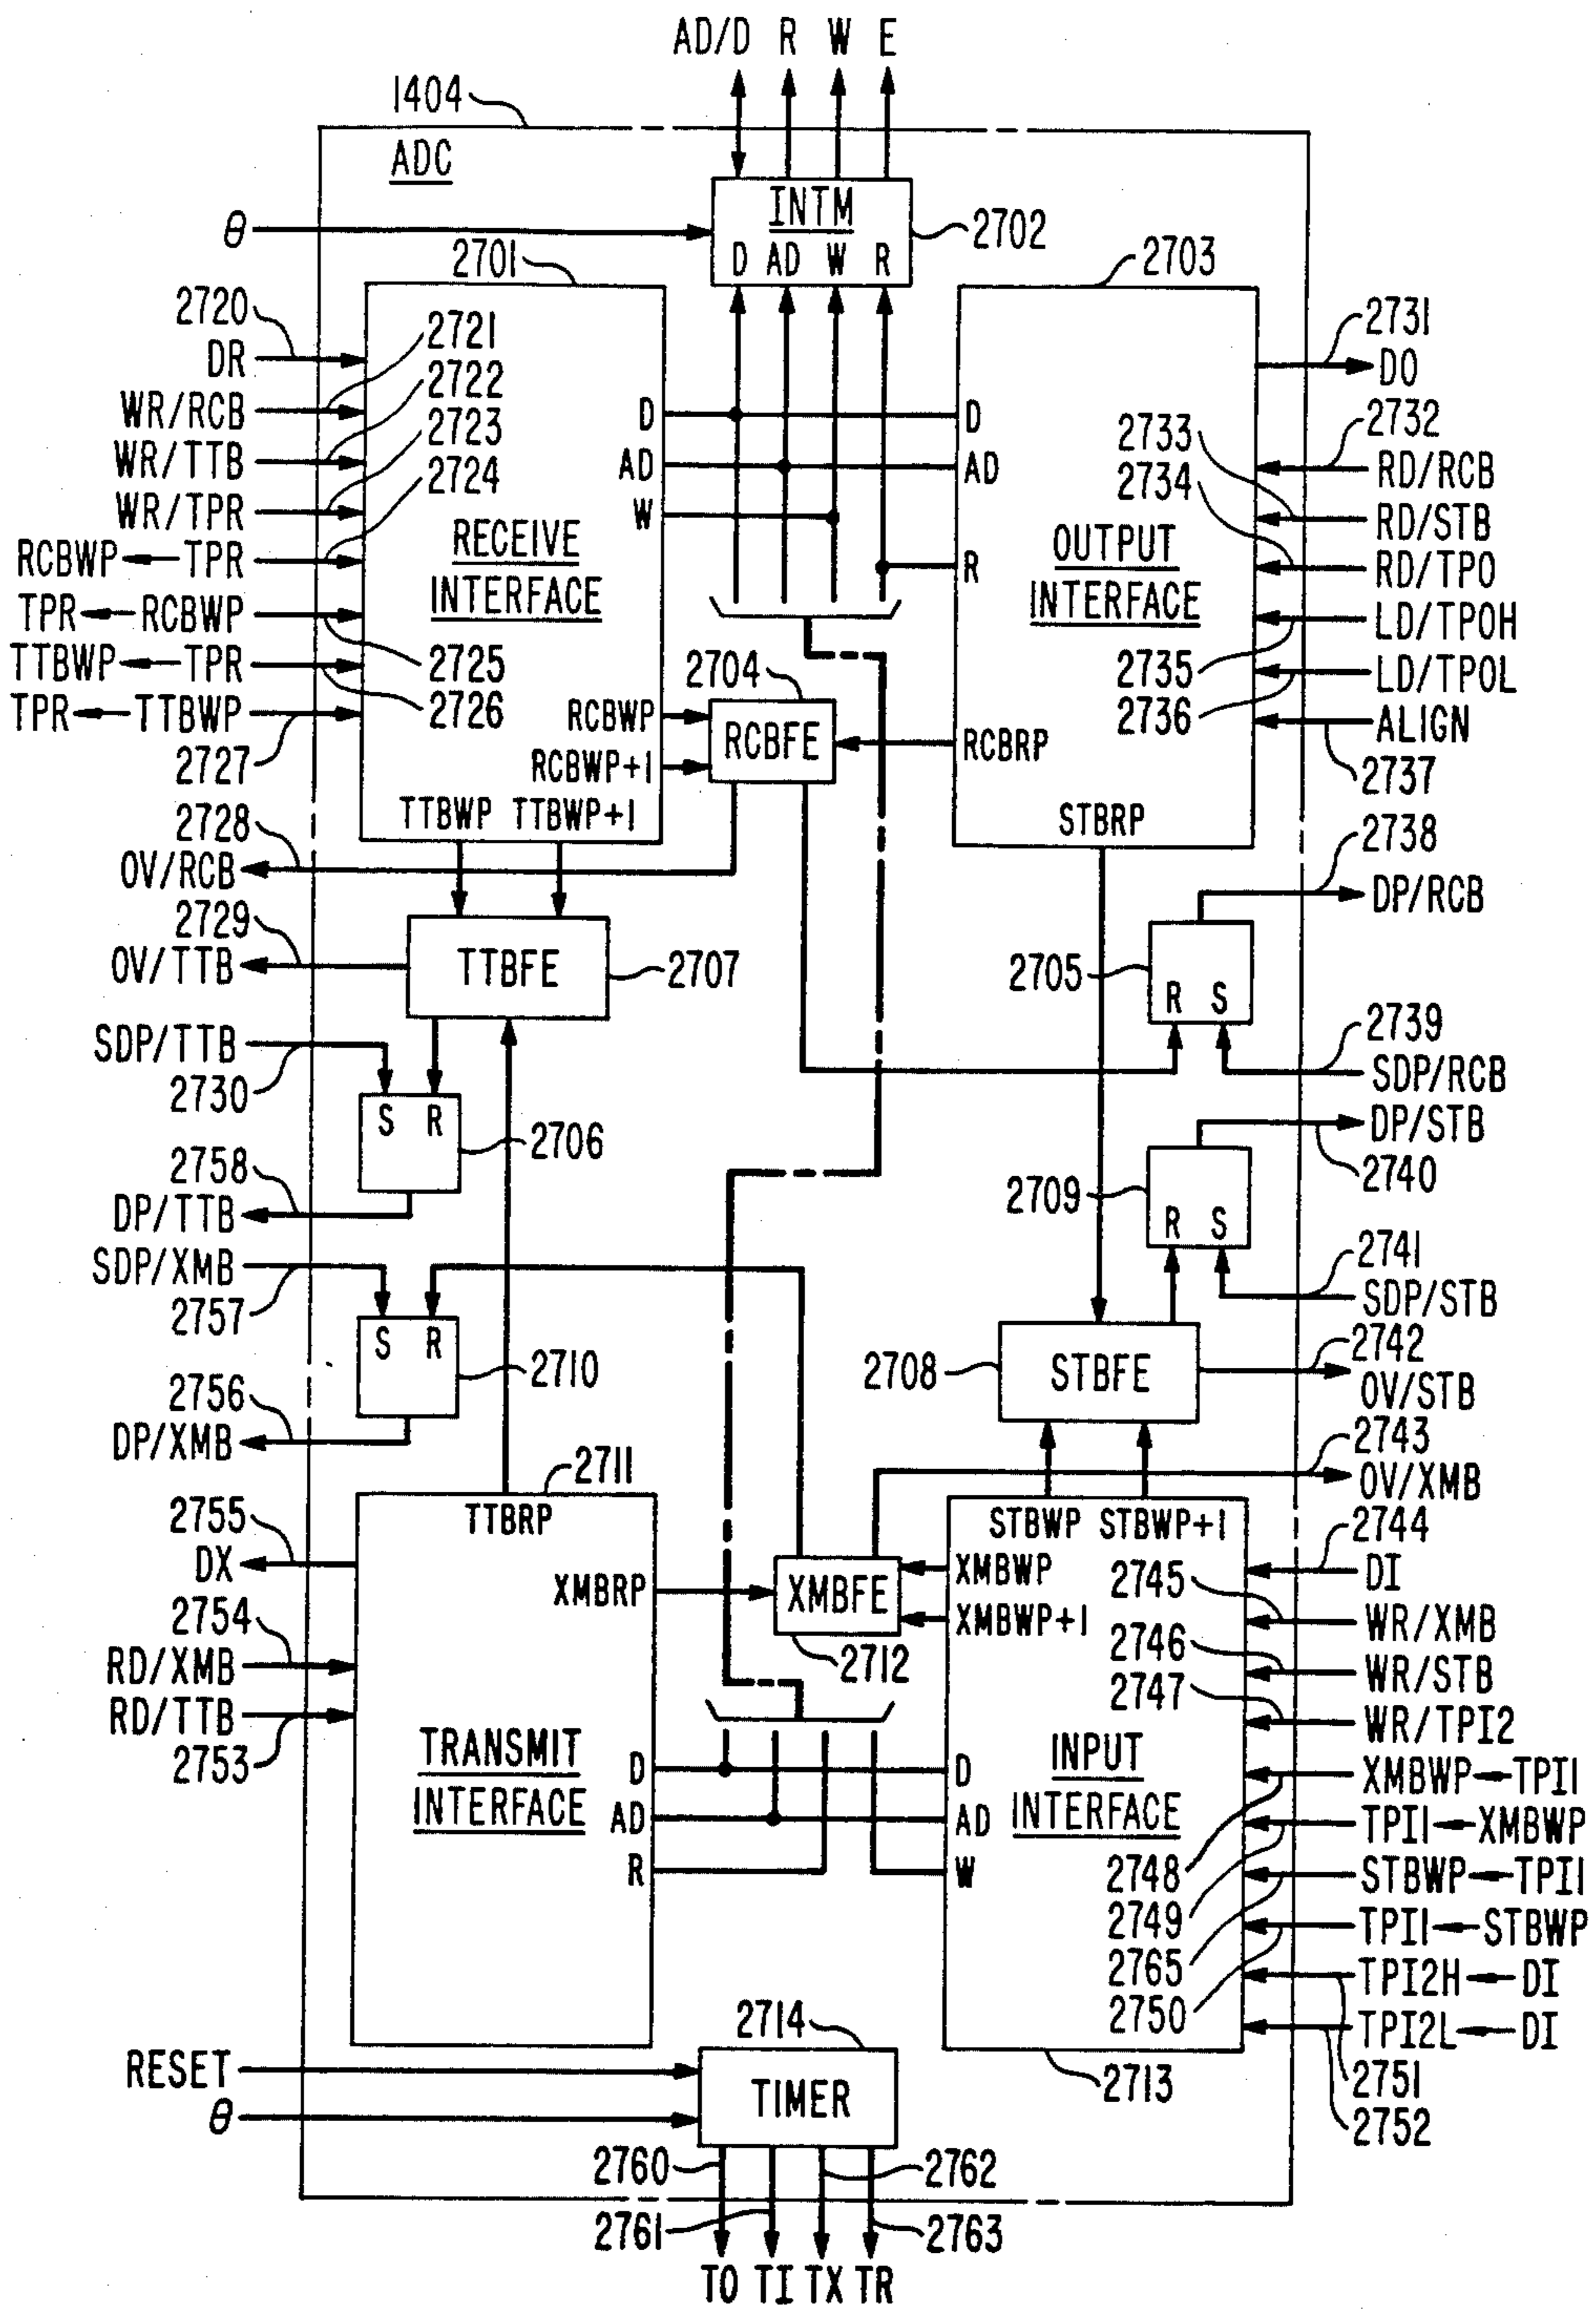 AD/D R W E
1404
ADC
θ
INTM
D AD W R
2702
2701
2703
2720
DR
2721
WR/RCB
2722
WR/TTB
2723
WR/TPR
2724
RCBWP←TPR
TPR←RCBWP
2725
TTBWP←TPR
2726
TPR←TTBWP
2727
RECEIVE
INTERFACE
D
AD
W
RCBWP
RCBWP+1
TTBWP TTBWP+1
2704
RCBFE
D
AD
R
OUTPUT
INTERFACE
RCBRP
STBRP
2731
DO
2732
RD/RCB
2733
RD/STB
2734
RD/TPO
LD/TPOH
2735
LD/TPOL
2736
ALIGN
2737
2728
OV/RCB
2738
DP/RCB
2729
OV/TTB
TTBFE
2707
2705
R S
SDP/TTB
2730
2739
SDP/RCB
S R
2706
DP/STB
2740
2758
DP/TTB
2709
R S
SDP/XMB
2757
2741
SDP/STB
S R
2710
2708
STBFE
2742
OV/STB
2756
DP/XMB
2743
OV/XMB
2711
TTBRP
STBWP STBWP+1
2755
DX
2744
DI
XMBRP
XMBFE
2712
XMBWP
XMBWP+1
2745
WR/XMB
2754
RD/XMB
2746
WR/STB
RD/TTB
2753
2747
WR/TPI2
TRANSMIT
INTERFACE
D
AD
R
INPUT
INTERFACE
D
AD
W
XMBWP←TPI1
TPI1←XMBWP
2748
STBWP←TPI1
2749
TPI1←STBWP
2765
TPI2H←DI
2750
TPI2L←DI
2751
2752
2713
2714
RESET
θ
TIMER
2760
2762
2761
2763
TO TI TX TR